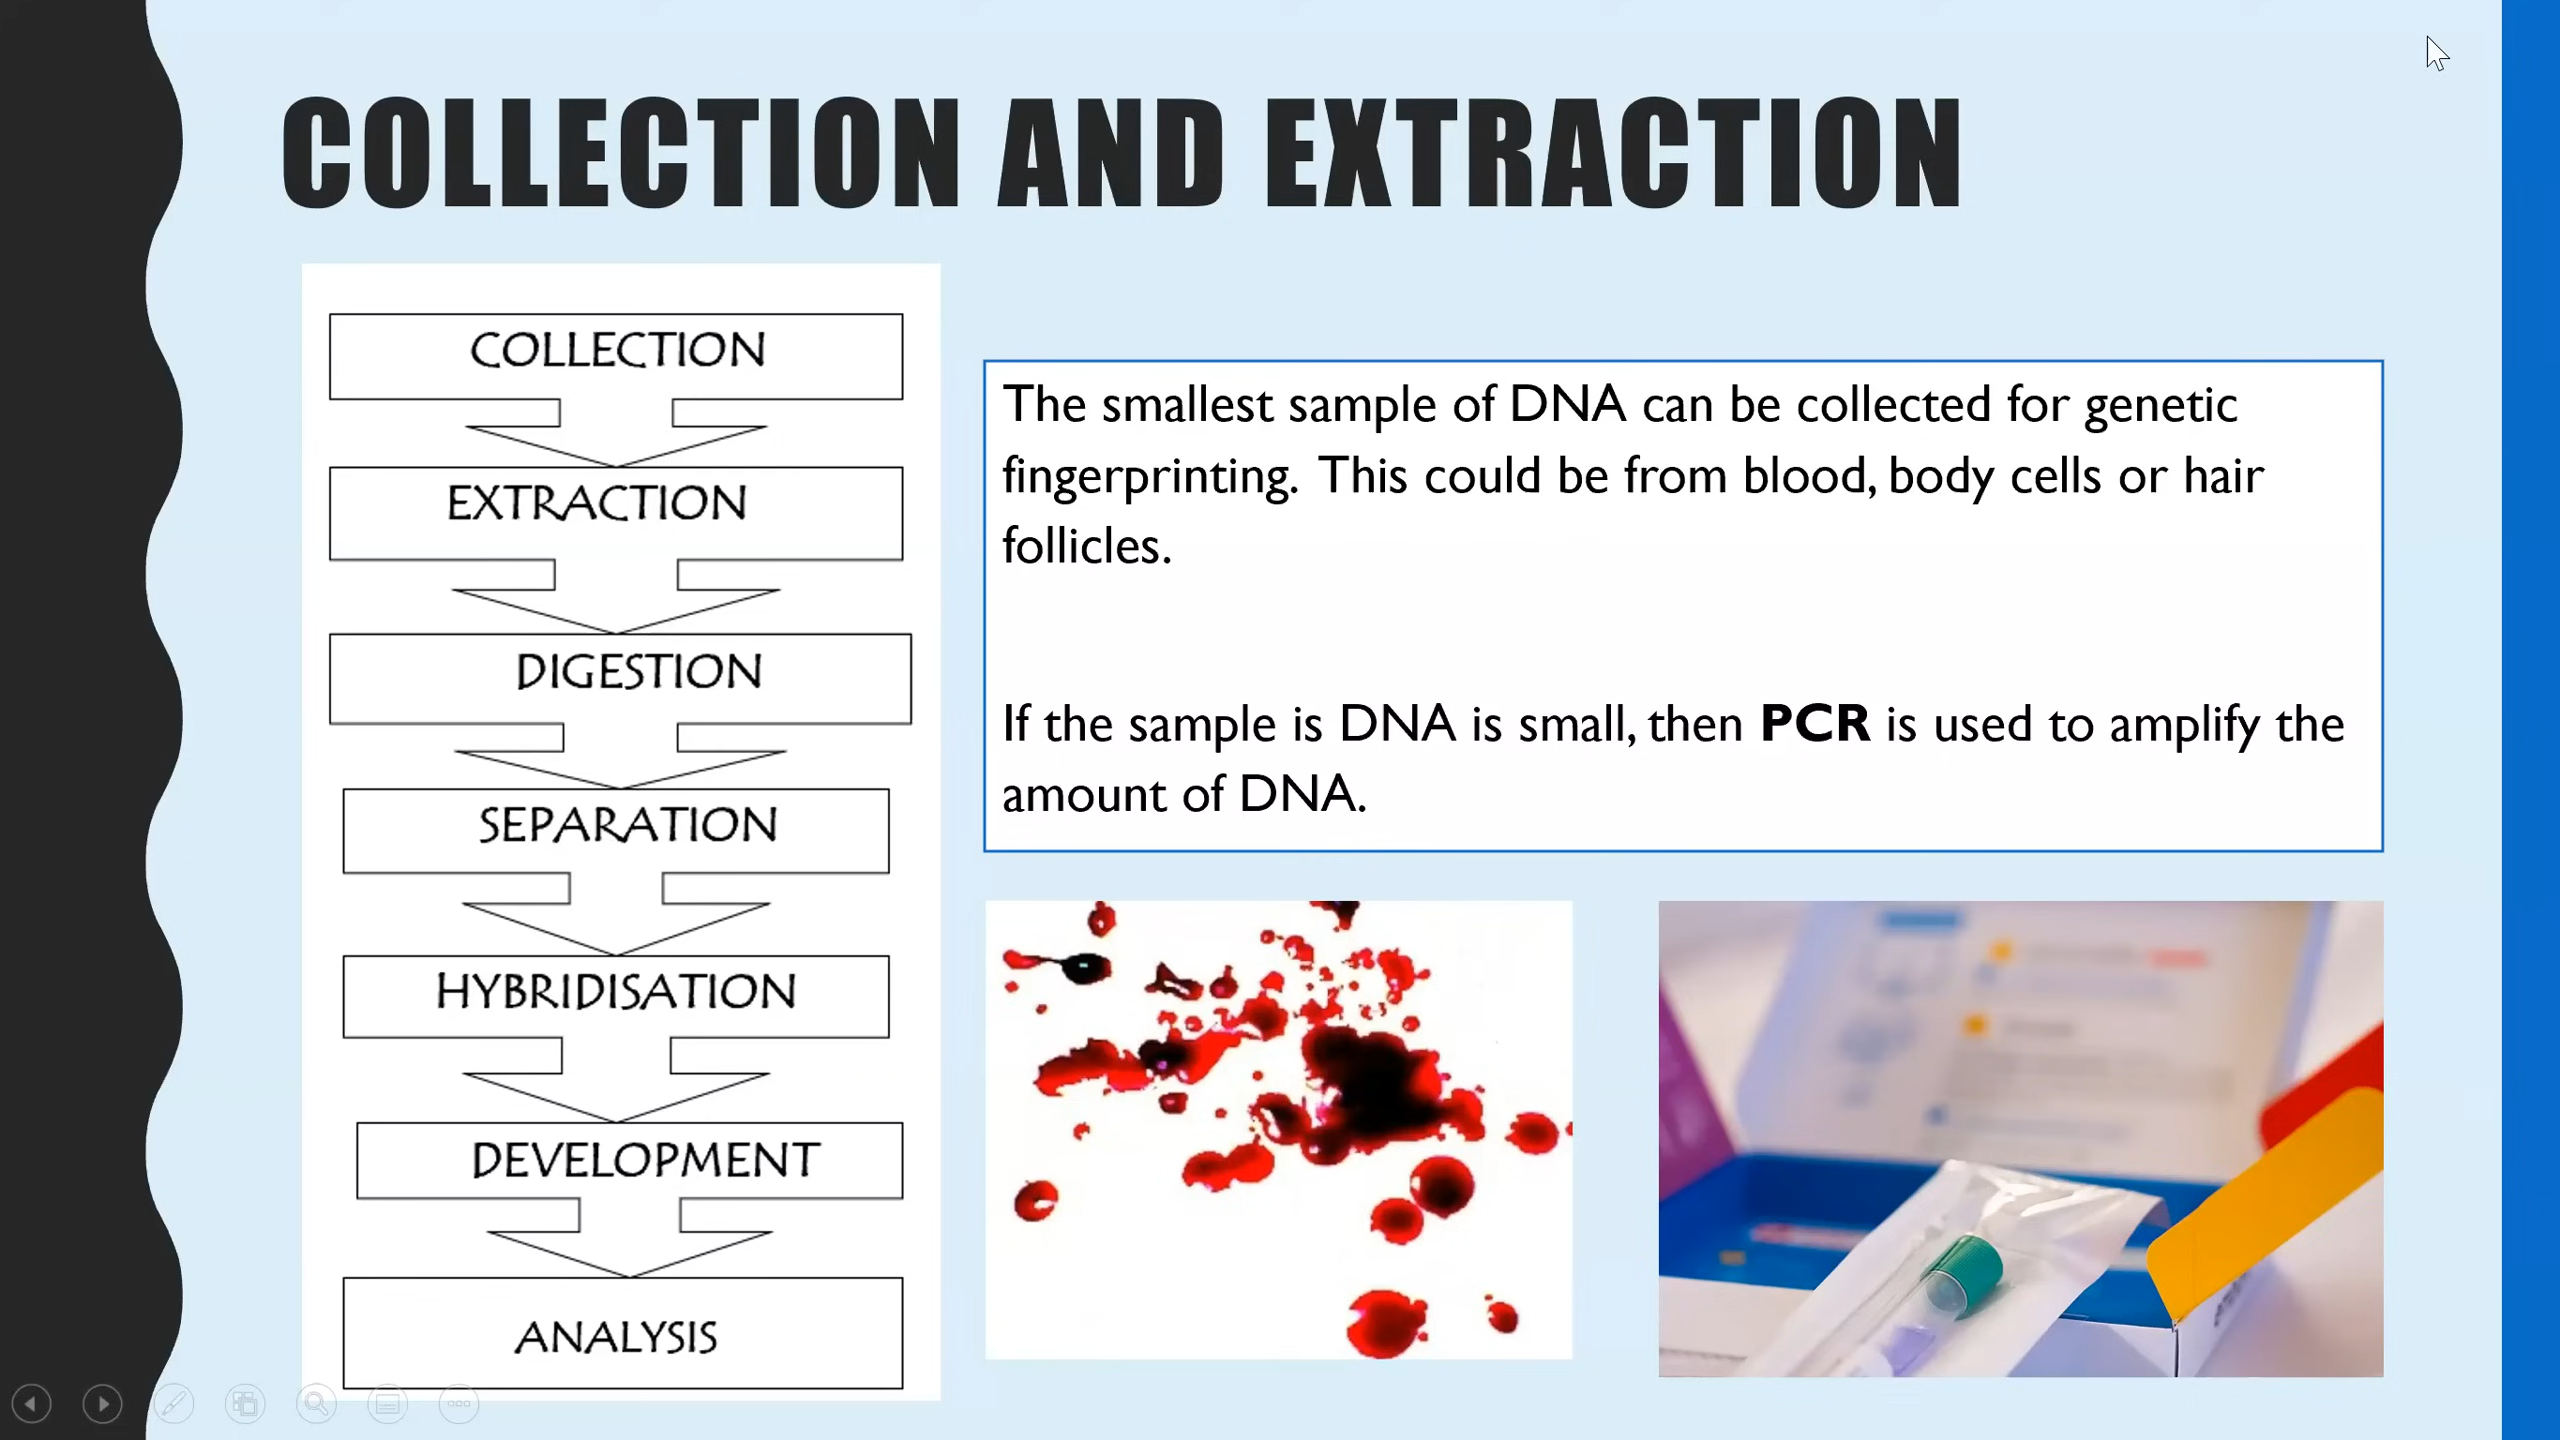 COLLECTION AND EXTRACTION
COLLECTION
EXTRACTION
DIGESTION
SEPARATION
HYBRIDISATION
DEVELOPMENT
ANALYSIS
The smallest sample of DNA can be collected for genetic
fingerprinting. This could be from blood, body cells or hair
follicles.
If the sample is DNA is small, then PCR is used to amplify the
amount of DNA.